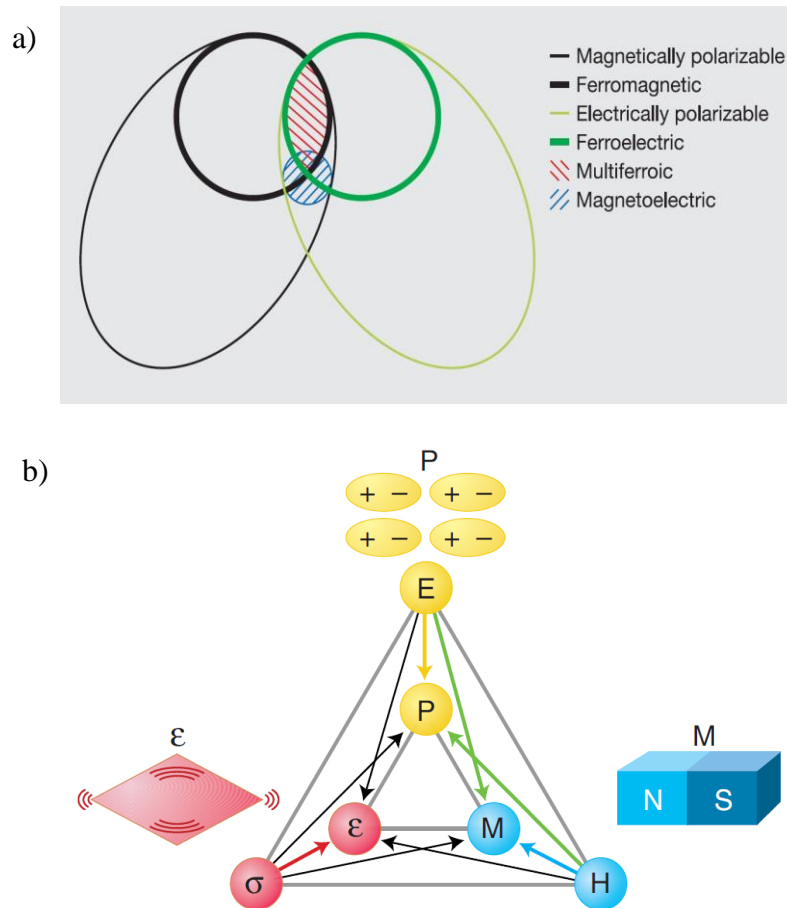 a)
Magnetically polarizable
Ferromagnetic
Electrically polarizable
Ferroelectric
Multiferroic
Magnetoelectric
b)
P
+ − + −
+ − + −
E
P
ε
M
ε
M
N S
σ
H